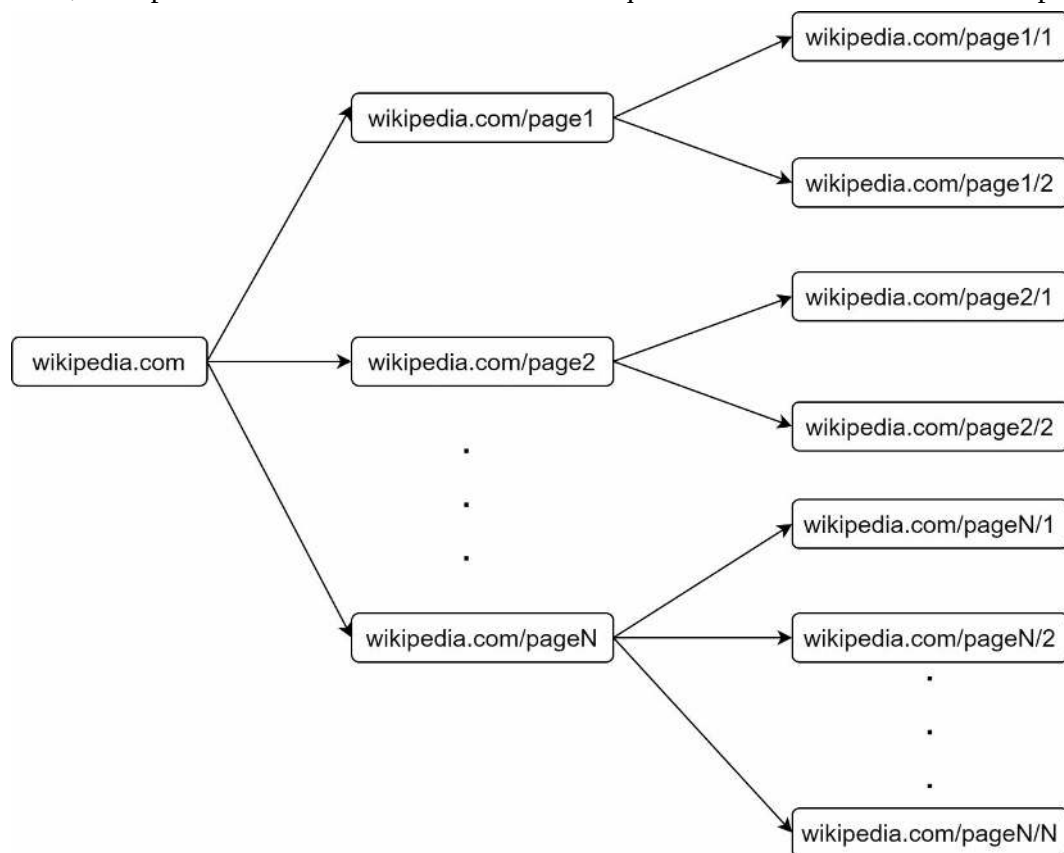 wikipedia.com
wikipedia.com/page1
wikipedia.com/page2
wikipedia.com/pageN
wikipedia.com/page1/1
wikipedia.com/page1/2
wikipedia.com/page2/1
wikipedia.com/page2/2
wikipedia.com/pageN/1
wikipedia.com/pageN/2
wikipedia.com/pageN/N